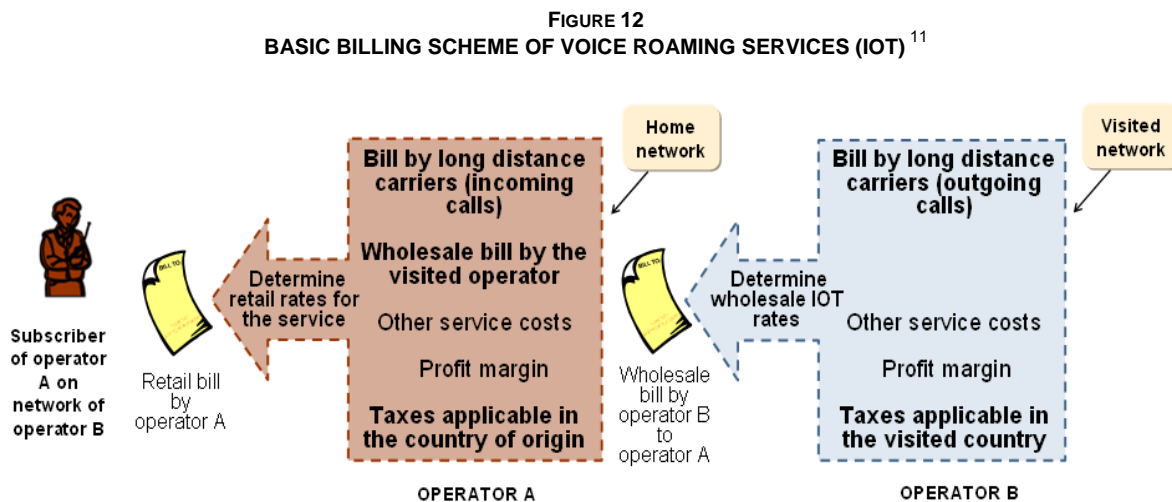 FIGURE 12
BASIC BILLING SCHEME OF VOICE ROAMING SERVICES (IOT) 11
Subscriber
of operator
A on
network of
operator B
BILL TO:
Retail bill
by
operator A
Determine
retail rates for
the service
Bill by long distance
carriers (incoming
calls)
Wholesale bill by the
visited operator
Other service costs
Profit margin
Taxes applicable in
the country of origin
OPERATOR A
Home
network
BILL TO:
Wholesale
bill by
operator B
to
operator A
Determine
wholesale IOT
rates
Bill by long distance
carriers (outgoing
calls)
Other service costs
Profit margin
Taxes applicable in
the visited country
OPERATOR B
Visited
network